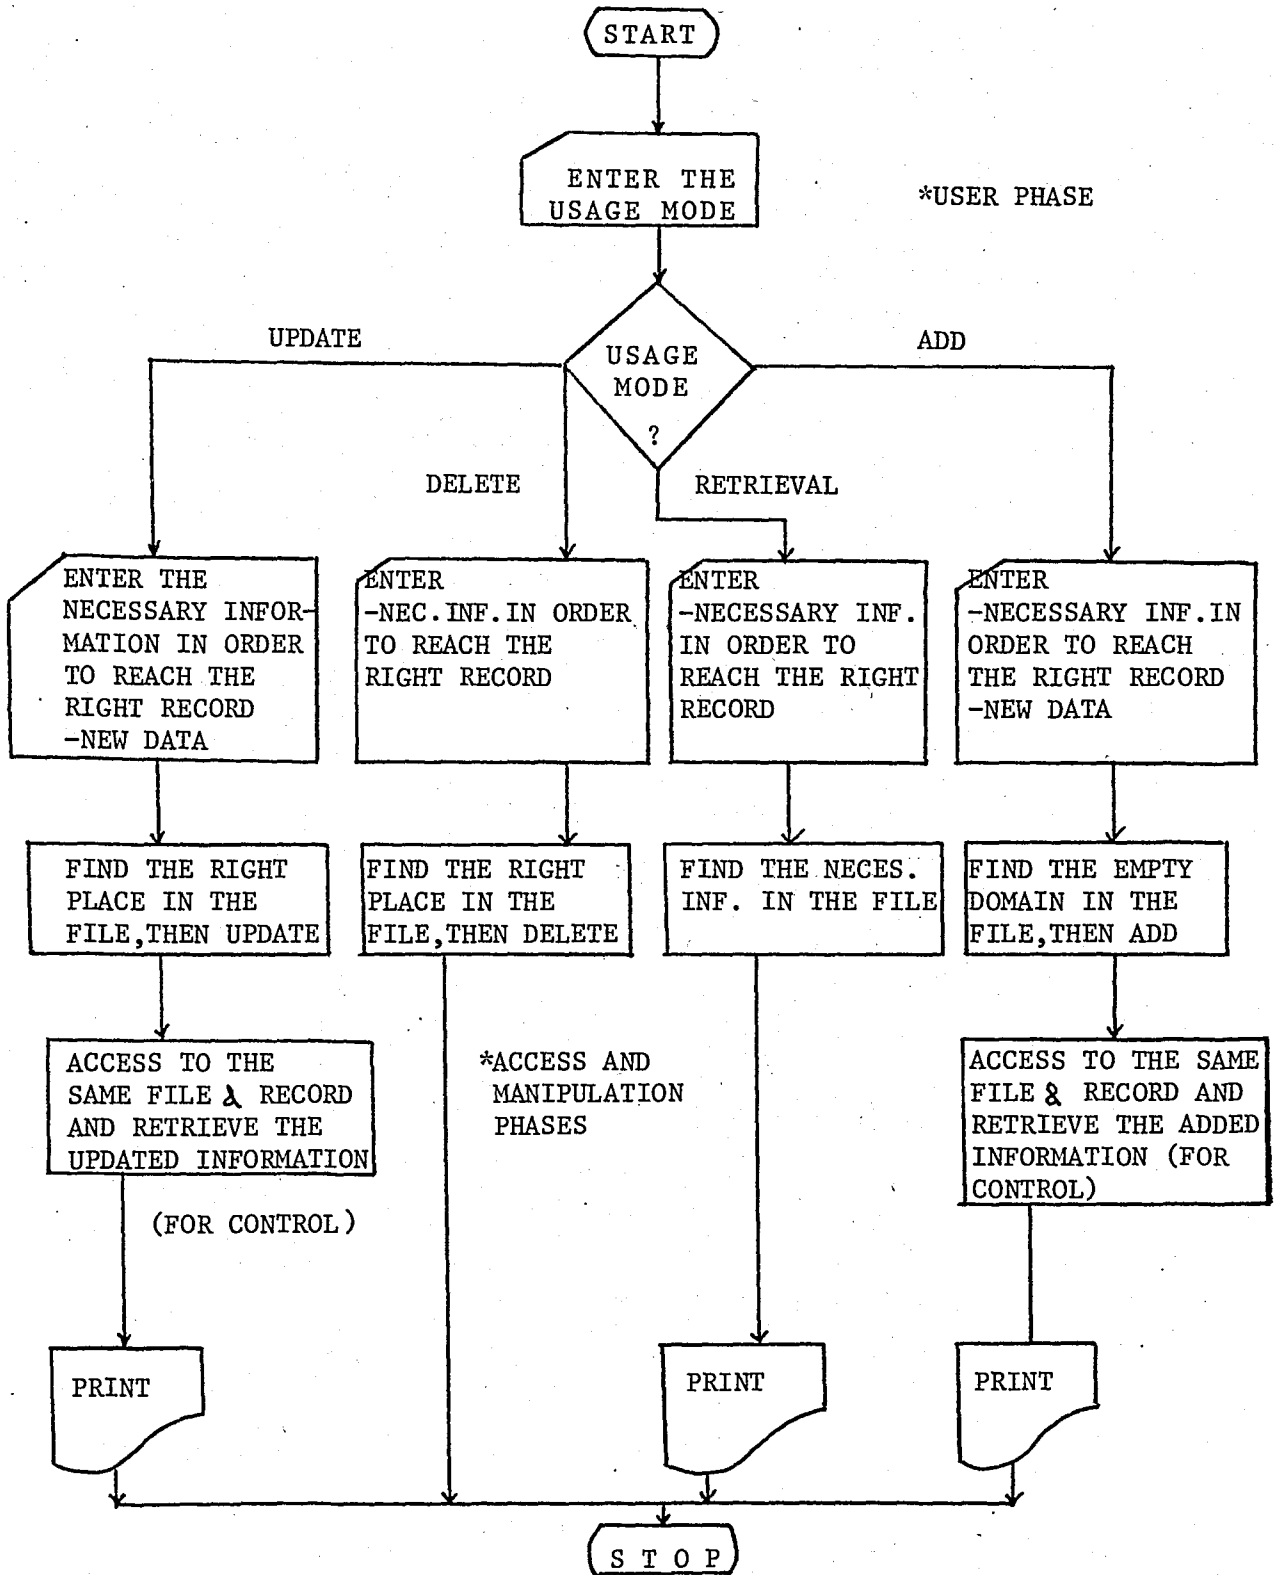 START
ENTER THE
USAGE MODE
*USER PHASE
USAGE
MODE
?
UPDATE
DELETE
RETRIEVAL
ADD
ENTER THE
NECESSARY INFOR-
MATION IN ORDER
TO REACH THE
RIGHT RECORD
-NEW DATA
ENTER
-NEC.INF.IN ORDER
TO REACH THE
RIGHT RECORD
ENTER
-NECESSARY INF.
IN ORDER TO
REACH THE RIGHT
RECORD
ENTER
-NECESSARY INF.IN
ORDER TO REACH
THE RIGHT RECORD
-NEW DATA
FIND THE RIGHT
PLACE IN THE
FILE,THEN UPDATE
FIND THE RIGHT
PLACE IN THE
FILE,THEN DELETE
FIND THE NECES.
INF. IN THE FILE
FIND THE EMPTY
DOMAIN IN THE
FILE,THEN ADD
ACCESS TO THE
SAME FILE & RECORD
AND RETRIEVE THE
UPDATED INFORMATION
(FOR CONTROL)
*ACCESS AND
MANIPULATION
PHASES
ACCESS TO THE SAME
FILE & RECORD AND
RETRIEVE THE ADDED
INFORMATION (FOR
CONTROL)
PRINT
PRINT
PRINT
S T O P